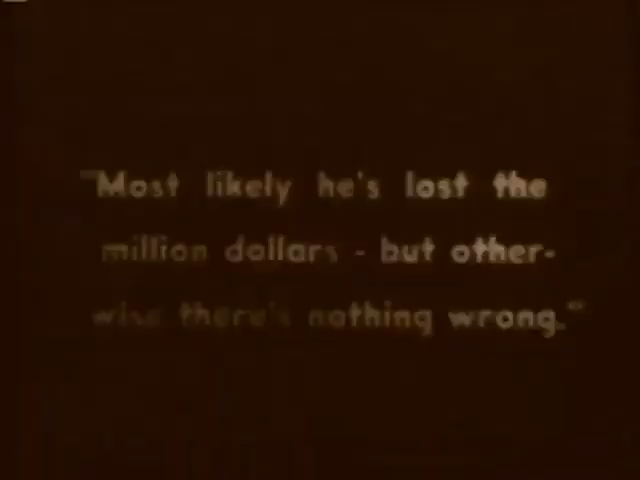 "Most likely he's lost the
million dollars - but other-
wise there's nothing wrong."